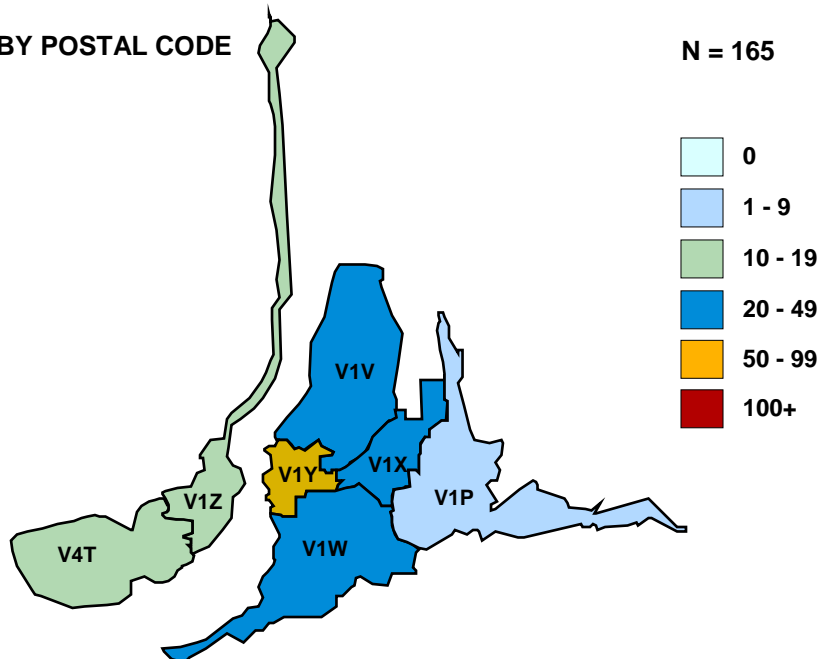 BY POSTAL CODE
N = 165
0
1 - 9
10 - 19
20 - 49
50 - 99
100+
V1V
V1X
V1Y
V1P
V1Z
V1W
V4T